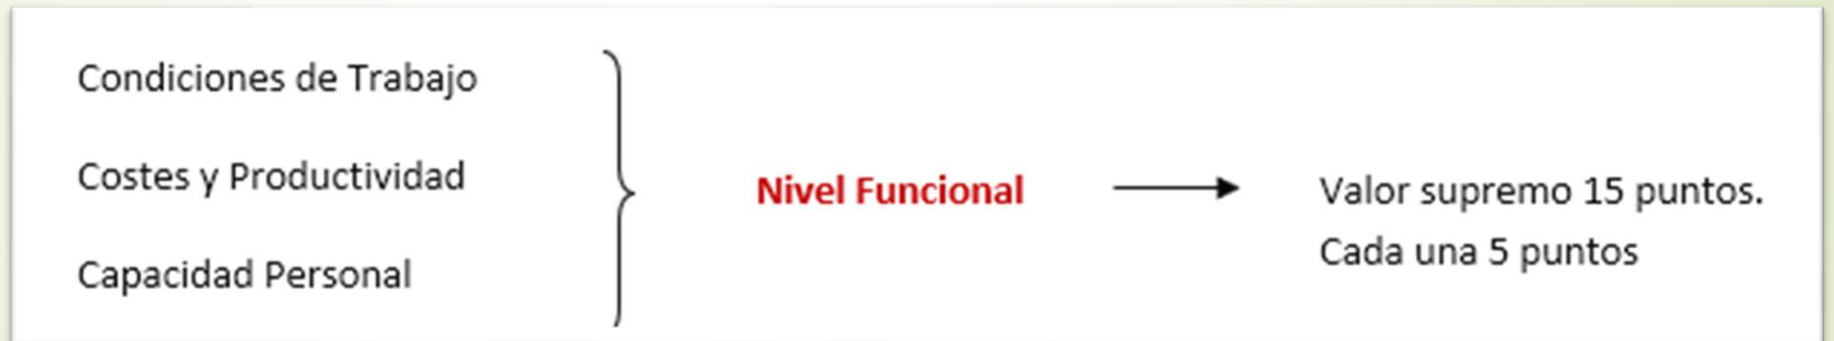 Condiciones de Trabajo
Costes y Productividad
Capacidad Personal
Nivel Funcional
Valor supremo 15 puntos.
Cada una 5 puntos